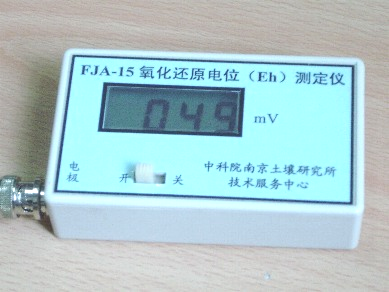 FJA-15 氧化还原电位（Eh）测定仪
049 mV
电极
开 关
中科院南京土壤研究所
技术服务中心